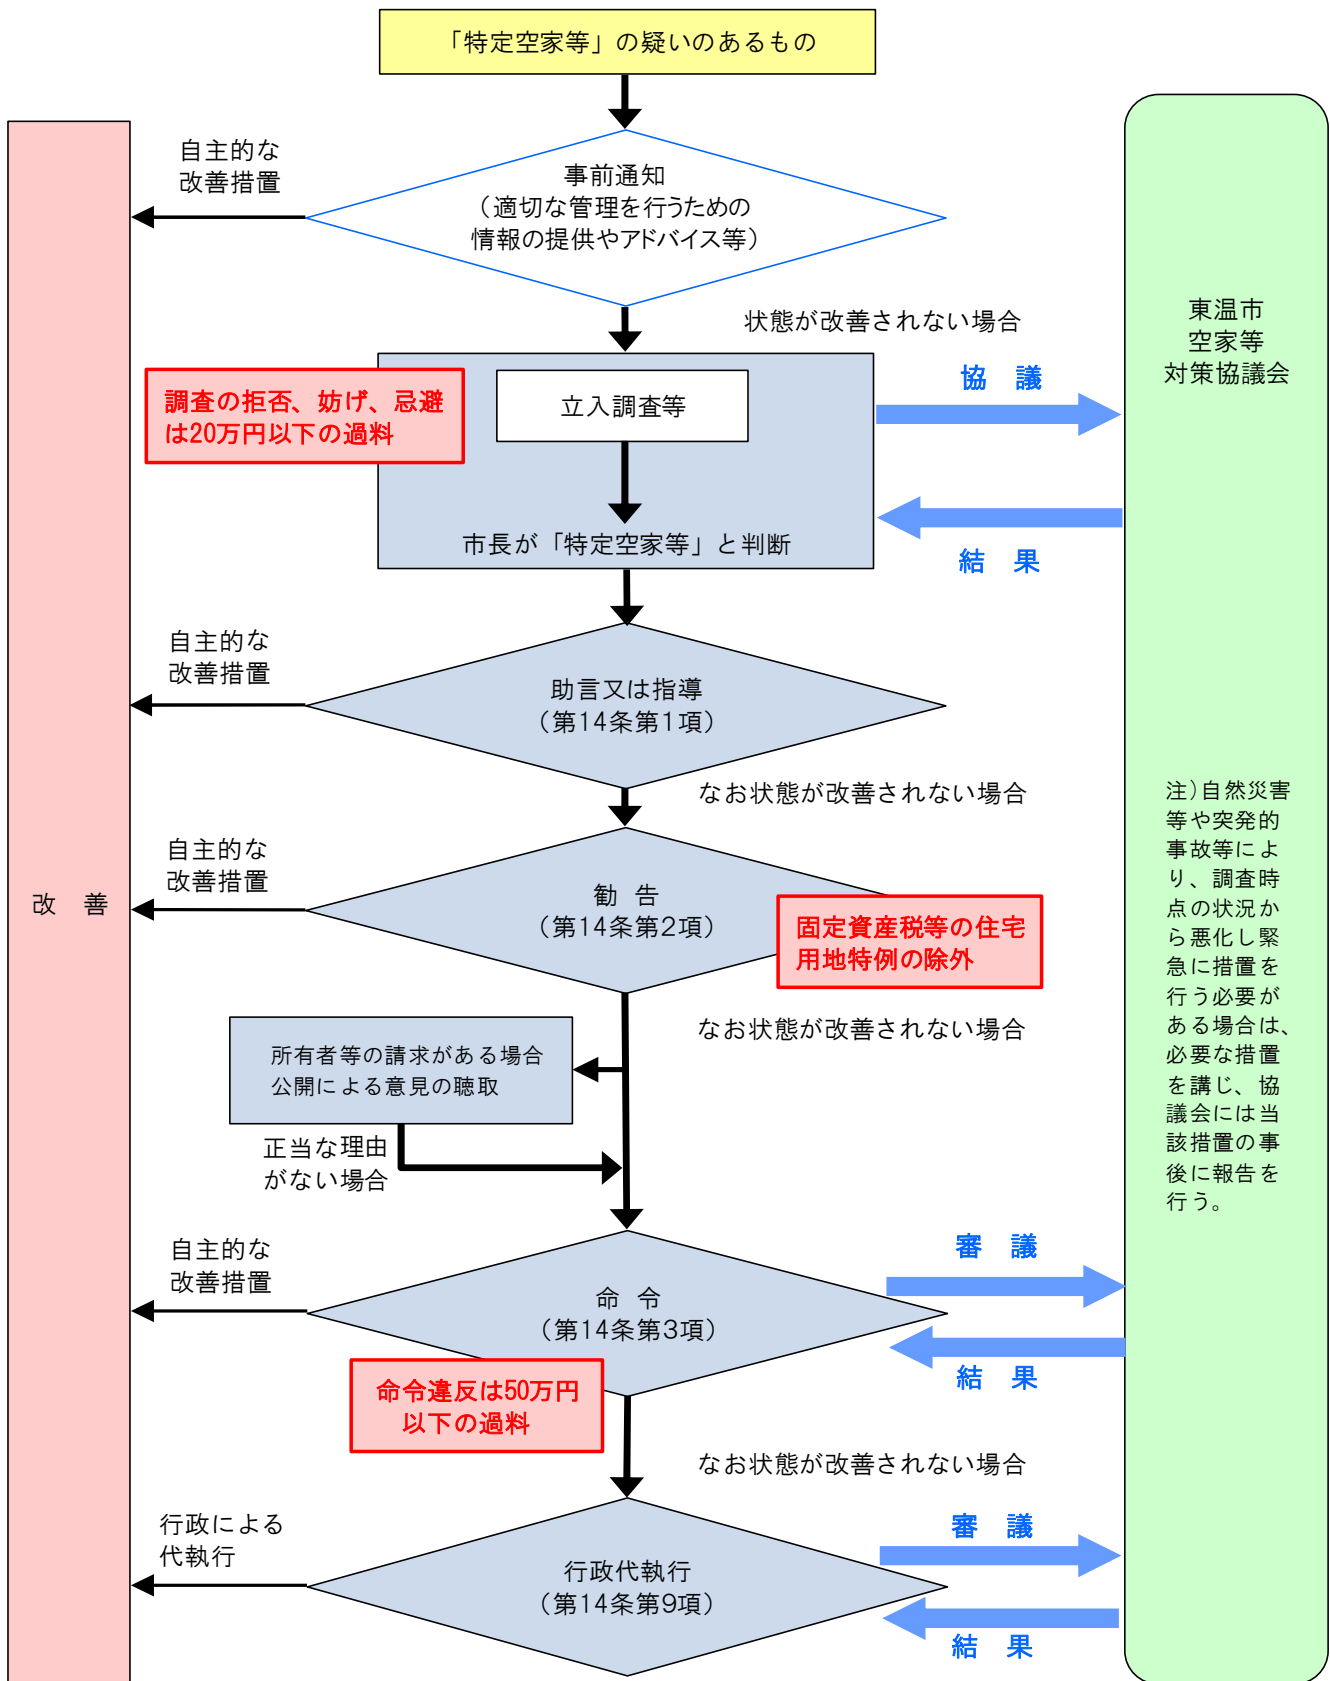 「特定空家等」の疑いのあるもの
自主的な
改善措置
事前通知
（適切な管理を行うための
情報の提供やアドバイス等）
状態が改善されない場合
東温市
空家等
対策協議会
調査の拒否、妨げ、忌避
は20万円以下の過料
立入調査等
協　議
市長が「特定空家等」と判断
結　果
自主的な
改善措置
助言又は指導
（第14条第1項）
なお状態が改善されない場合
自主的な
改善措置
改　善
勧　告
（第14条第2項）
固定資産税等の住宅
用地特例の除外
なお状態が改善されない場合
所有者等の請求がある場合
公開による意見の聴取
正当な理由
がない場合
注）自然災害
等や突発的
事故等によ
り、調査時
点の状況か
ら悪化し緊
急に措置を
行う必要が
ある場合は、
必要な措置
を講じ、協
議会には当
該措置の事
後に報告を
行う。
自主的な
改善措置
命　令
（第14条第3項）
審　議
結　果
命令違反は50万円
以下の過料
なお状態が改善されない場合
行政による
代執行
行政代執行
（第14条第9項）
審　議
結　果